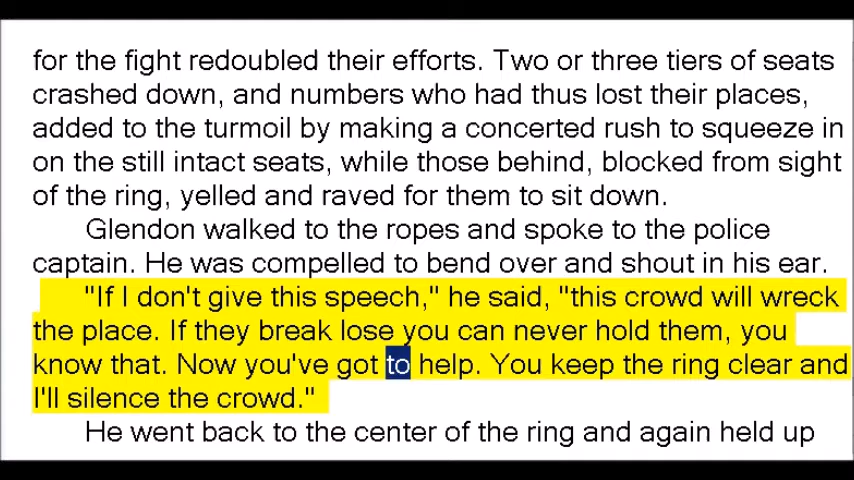 for the fight redoubled their efforts. Two or three tiers of seats
crashed down, and numbers who had thus lost their places,
added to the turmoil by making a concerted rush to squeeze in
on the still intact seats, while those behind, blocked from sight
of the ring, yelled and raved for them to sit down.
Glendon walked to the ropes and spoke to the police
captain. He was compelled to bend over and shout in his ear.
"If I don't give this speech," he said, "this crowd will wreck
the place. If they break lose you can never hold them, you
know that. Now you've got to help. You keep the ring clear and
I'll silence the crowd."
He went back to the center of the ring and again held up